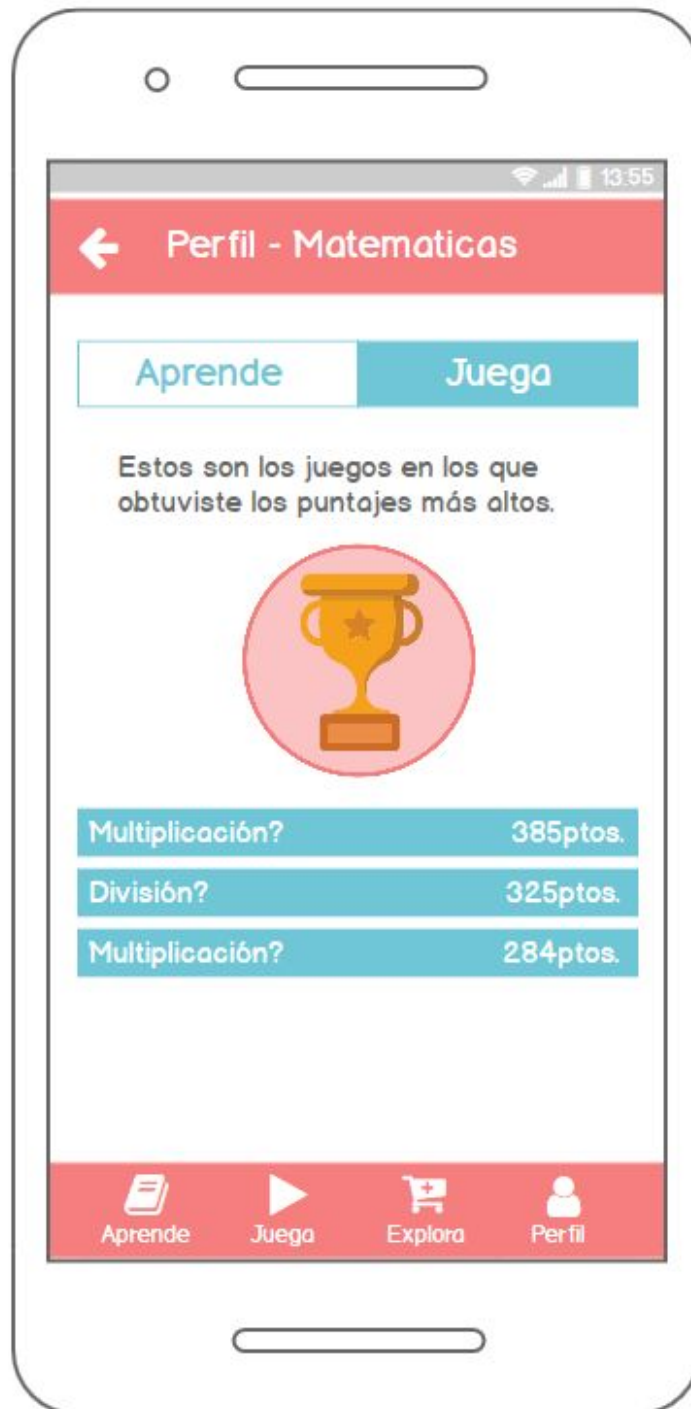 13:55
Perfil - Matematicas
Aprende Juega
Estos son los juegos en los que
obtuviste los puntajes más altos.
Multiplicación? 385ptos.
División? 325ptos.
Multiplicación? 284ptos.
Aprende Juega Explora Perfil